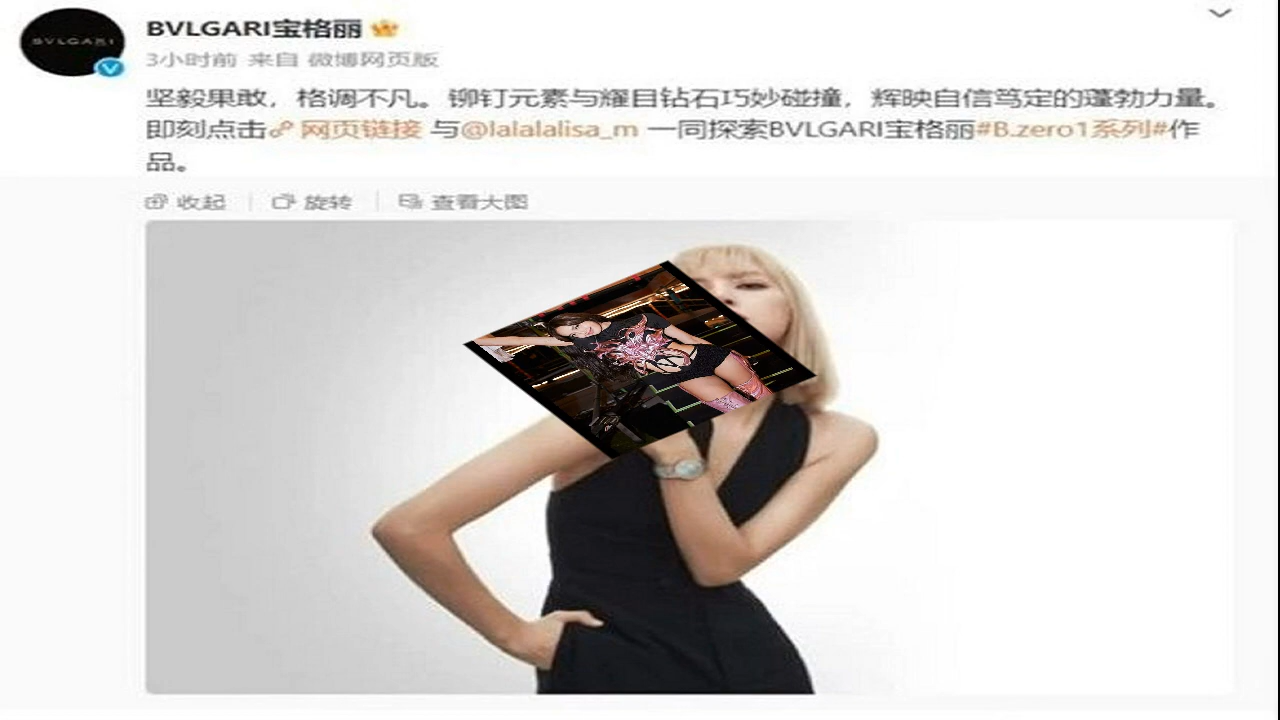 BVLGARI
BVLGARI宝格丽
3小时前 来自 微博网页版
坚毅果敢，格调不凡。铆钉元素与耀目钻石巧妙碰撞，辉映自信笃定的蓬勃力量。
即刻点击 网页链接 与@lalalalisa_m 一同探索BVLGARI宝格丽#B.zero1系列#作
品。
收起 旋转 查看大图